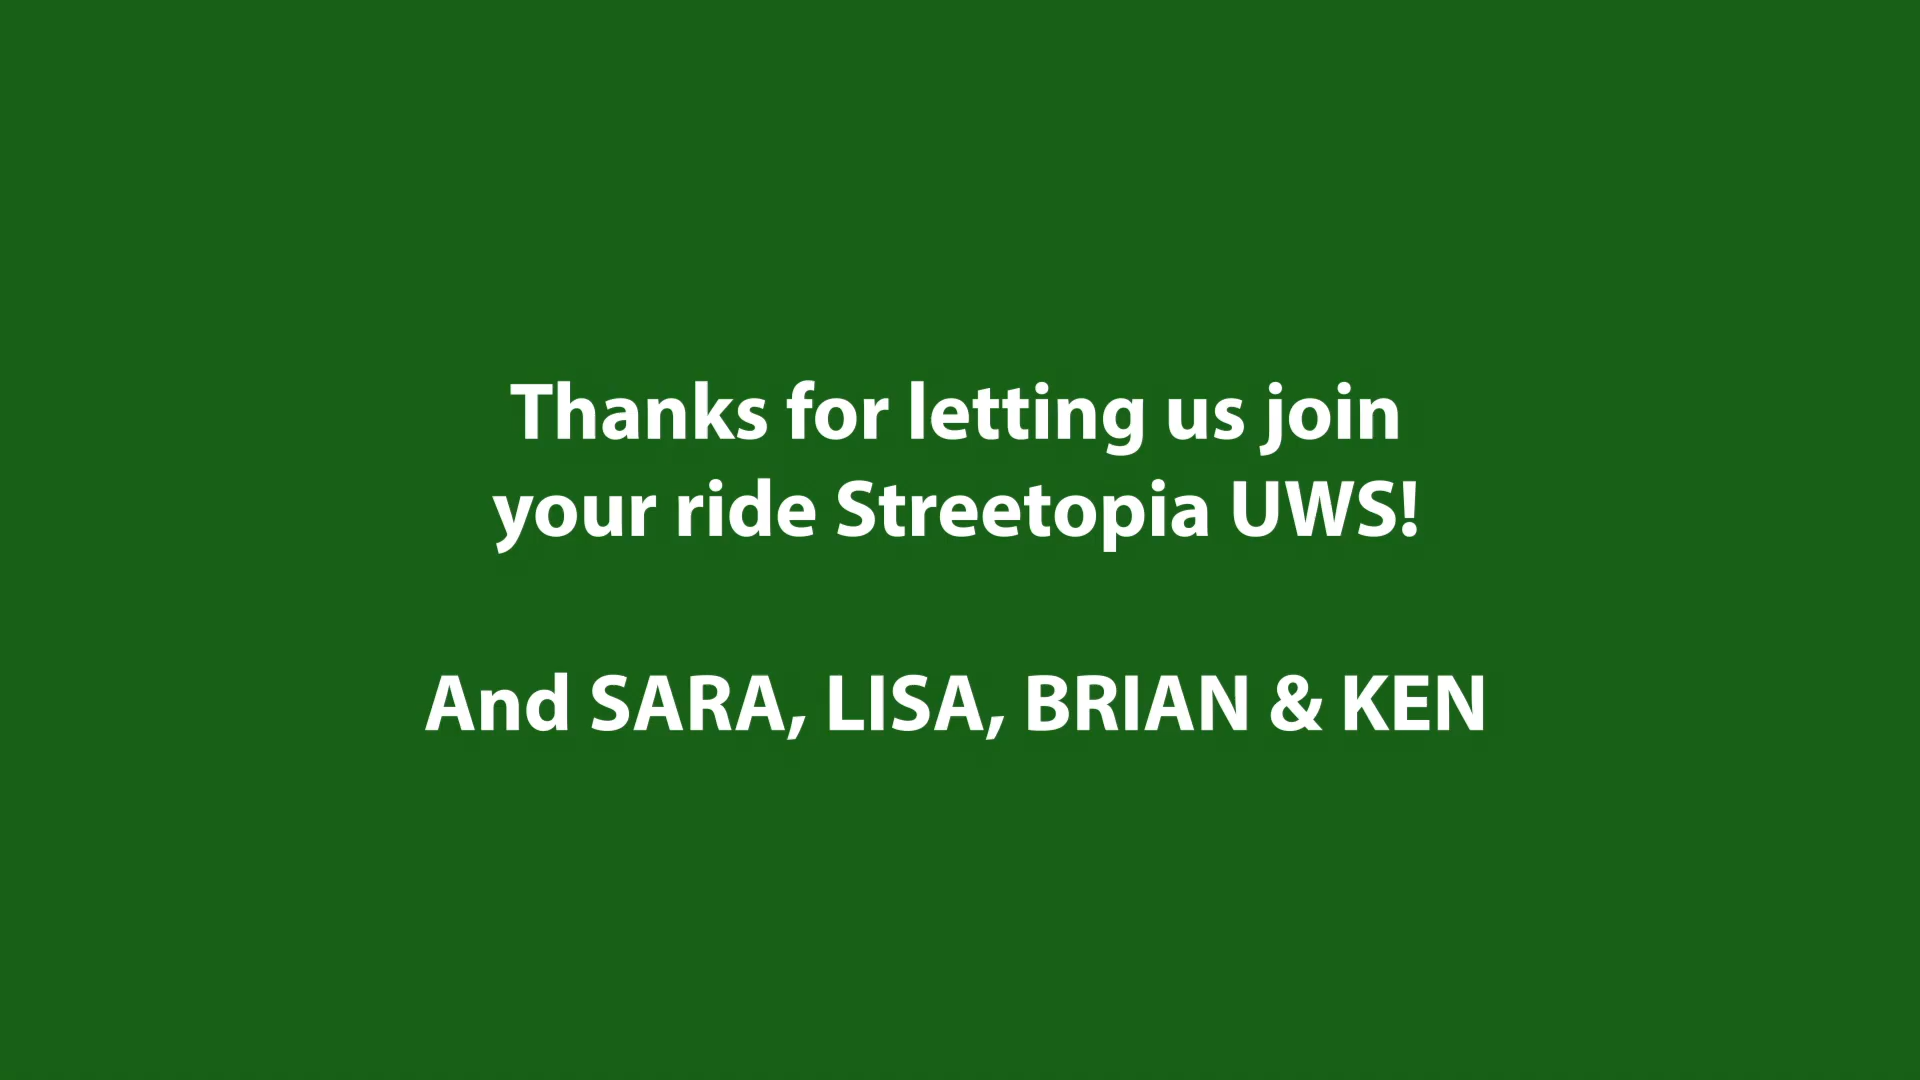 Thanks for letting us join
your ride Streetopia UWS!
And SARA, LISA, BRIAN & KEN